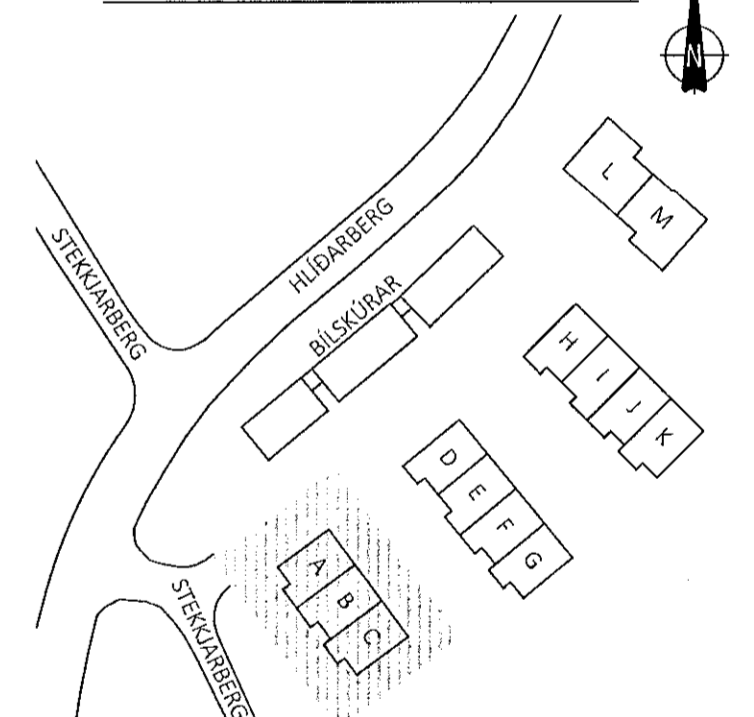 N
L
M
HLÍÐARBERG
STEKKJARBERG
BÍLSKÚRAR
H
I
J
K
D
E
F
G
A
B
C
STEKKJARBERG